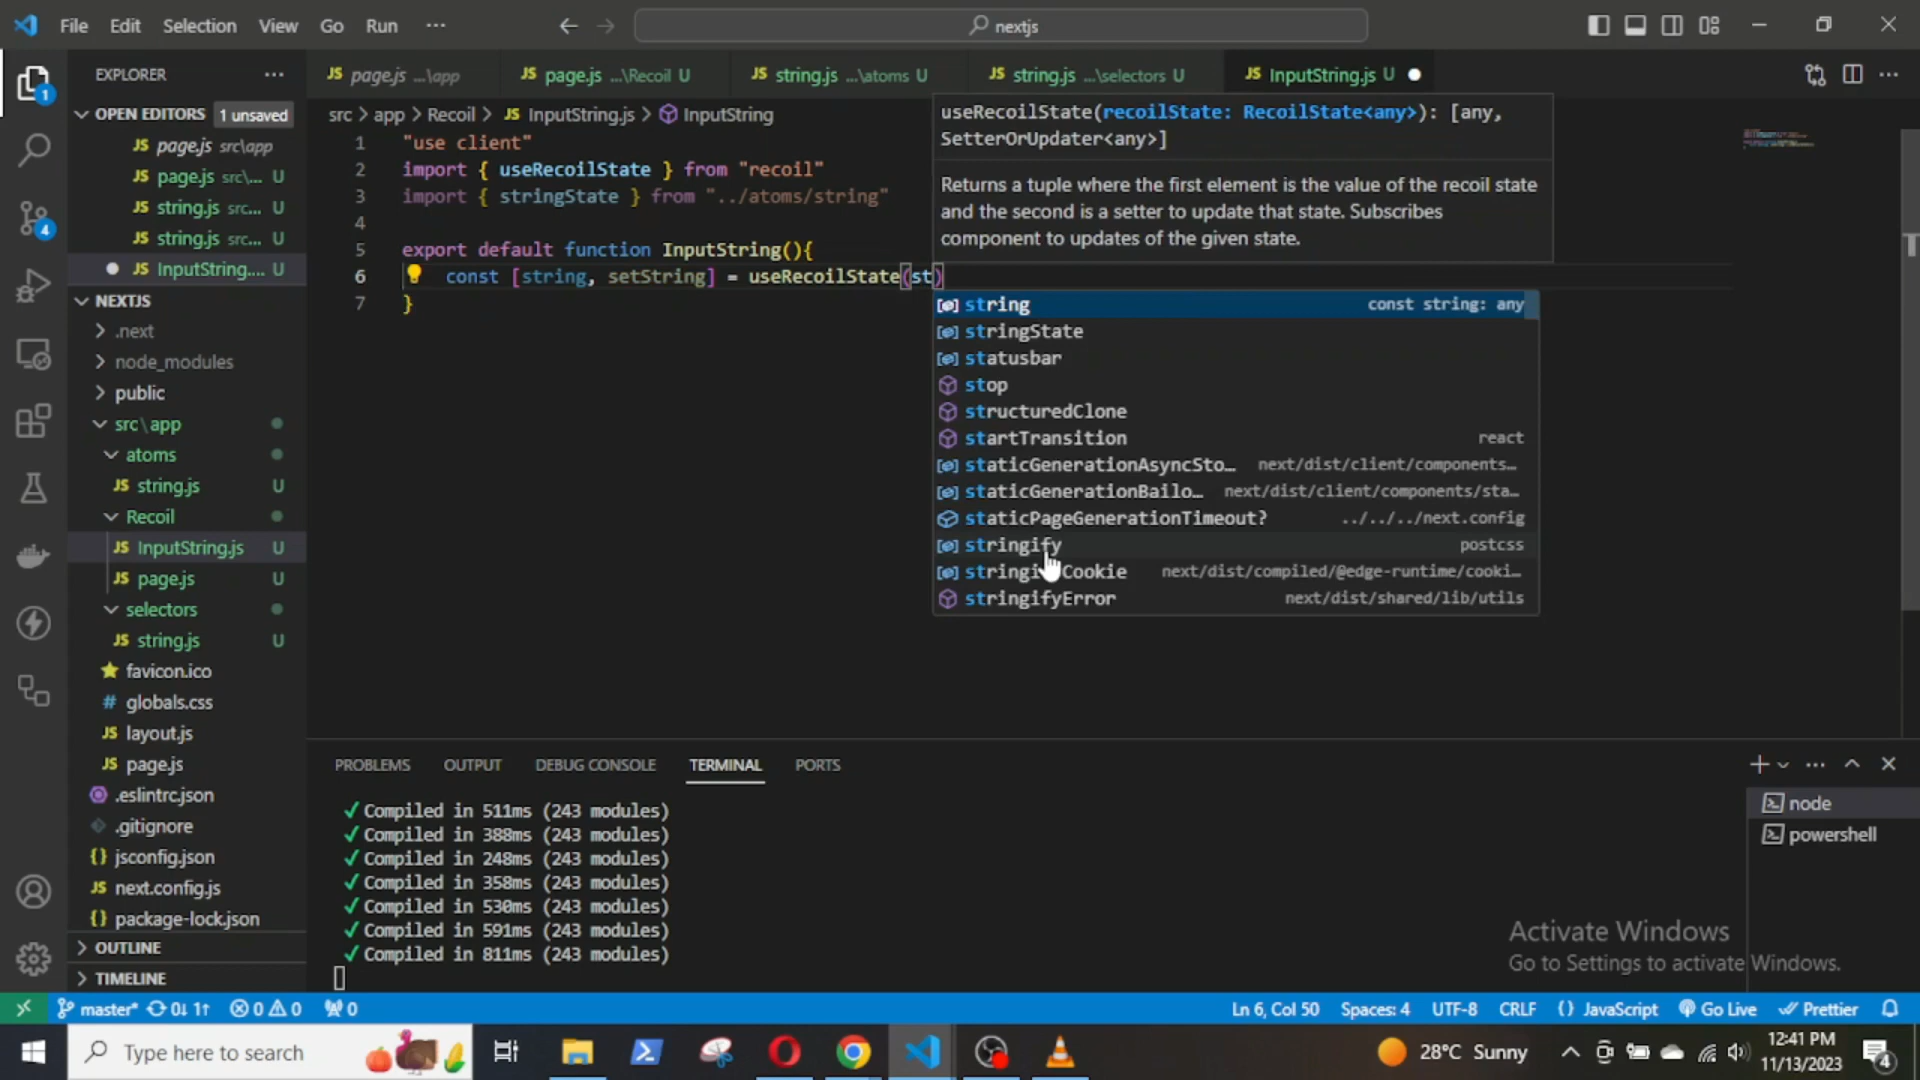 File Edit Selection View Go Run ··· nextjs
EXPLORER ···
OPEN EDITORS 1 unsaved
page.js src\app
page.js src\... U
string.js src... U
string.js src... U
JS InputString.... U
NEXTJS
.next
node_modules
public
src\app
atoms
JS string.js U
Recoil
JS InputString.js U
JS page.js U
selectors
JS string.js U
favicon.ico
# globals.css
JS layout.js
JS page.js
.eslintrc.json
.gitignore
{} jsconfig.json
JS next.config.js
{} package-lock.json
OUTLINE
TIMELINE
1
4
JS page.js ...\app JS page.js ...\Recoil U JS string.js ...\atoms U JS string.js ...\selectors U JS InputString.js U
src > app > Recoil > JS InputString.js > InputString
1 "use client"
2 import { useRecoilState } from "recoil"
3 import { stringState } from "../atoms/string"
4
5 export default function InputString(){
6 const [string, setString] = useRecoilState(st)
7 }
useRecoilState(recoilState: RecoilState<any>): [any,
SetterOrUpdater<any>]
Returns a tuple where the first element is the value of the recoil state
and the second is a setter to update that state. Subscribes
component to updates of the given state.
string const string: any
stringState
statusbar
stop
structuredClone
startTransition react
staticGenerationAsyncSto... next/dist/client/components...
staticGenerationBailo... next/dist/client/components/sta...
staticPageGenerationTimeout? ../../../next.config
stringify postcss
Cookie next/dist/compiled/@edge-runtime/cooki...
stringifyError next/dist/shared/lib/utils
PROBLEMS OUTPUT DEBUG CONSOLE TERMINAL PORTS
✓ Compiled in 511ms (243 modules)
✓ Compiled in 388ms (243 modules)
✓ Compiled in 248ms (243 modules)
✓ Compiled in 358ms (243 modules)
✓ Compiled in 530ms (243 modules)
✓ Compiled in 591ms (243 modules)
✓ Compiled in 811ms (243 modules)
node
powershell
Activate Windows
Go to Settings to activate Windows.
master* 0↓ 1↑ 0 0 0 Ln 6, Col 50 Spaces: 4 UTF-8 CRLF {} JavaScript Go Live Prettier
Type here to search 28°C Sunny 12:41 PM
11/13/2023
4